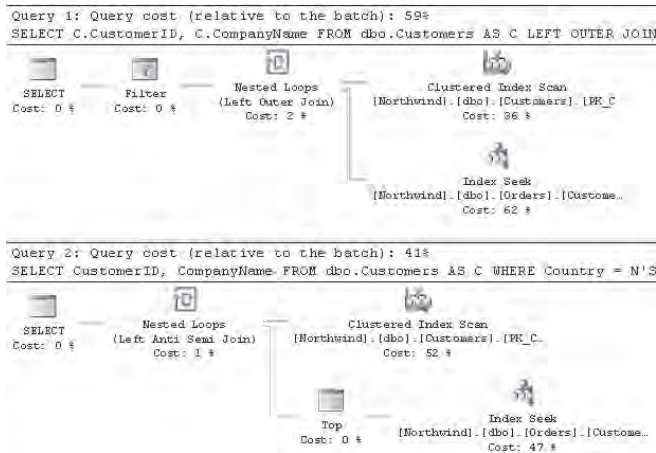 Query 1: Query cost (relative to the batch): 59%
SELECT C.CustomerID, C.CompanyName FROM dbo.Customers AS C LEFT OUTER JOIN
SELECT
Cost: 0 %
Filter
Cost: 0 %
Nested Loops
(Left Outer Join)
Cost: 2 %
Clustered Index Scan
[Northwind].[dbo].[Customers].[PK_C
Cost: 36 %
Index Seek
[Northwind].[dbo].[Orders].[Custome…
Cost: 62 %
Query 2: Query cost (relative to the batch): 41%
SELECT CustomerID, CompanyName FROM dbo.Customers AS C WHERE Country = N'S
SELECT
Cost: 0 %
Nested Loops
(Left Anti Semi Join)
Cost: 1 %
Clustered Index Scan
[Northwind].[dbo].[Customers].[PK_C…
Cost: 52 %
Top
Cost: 0 %
Index Seek
[Northwind].[dbo].[Orders].[Custome…
Cost: 47 %